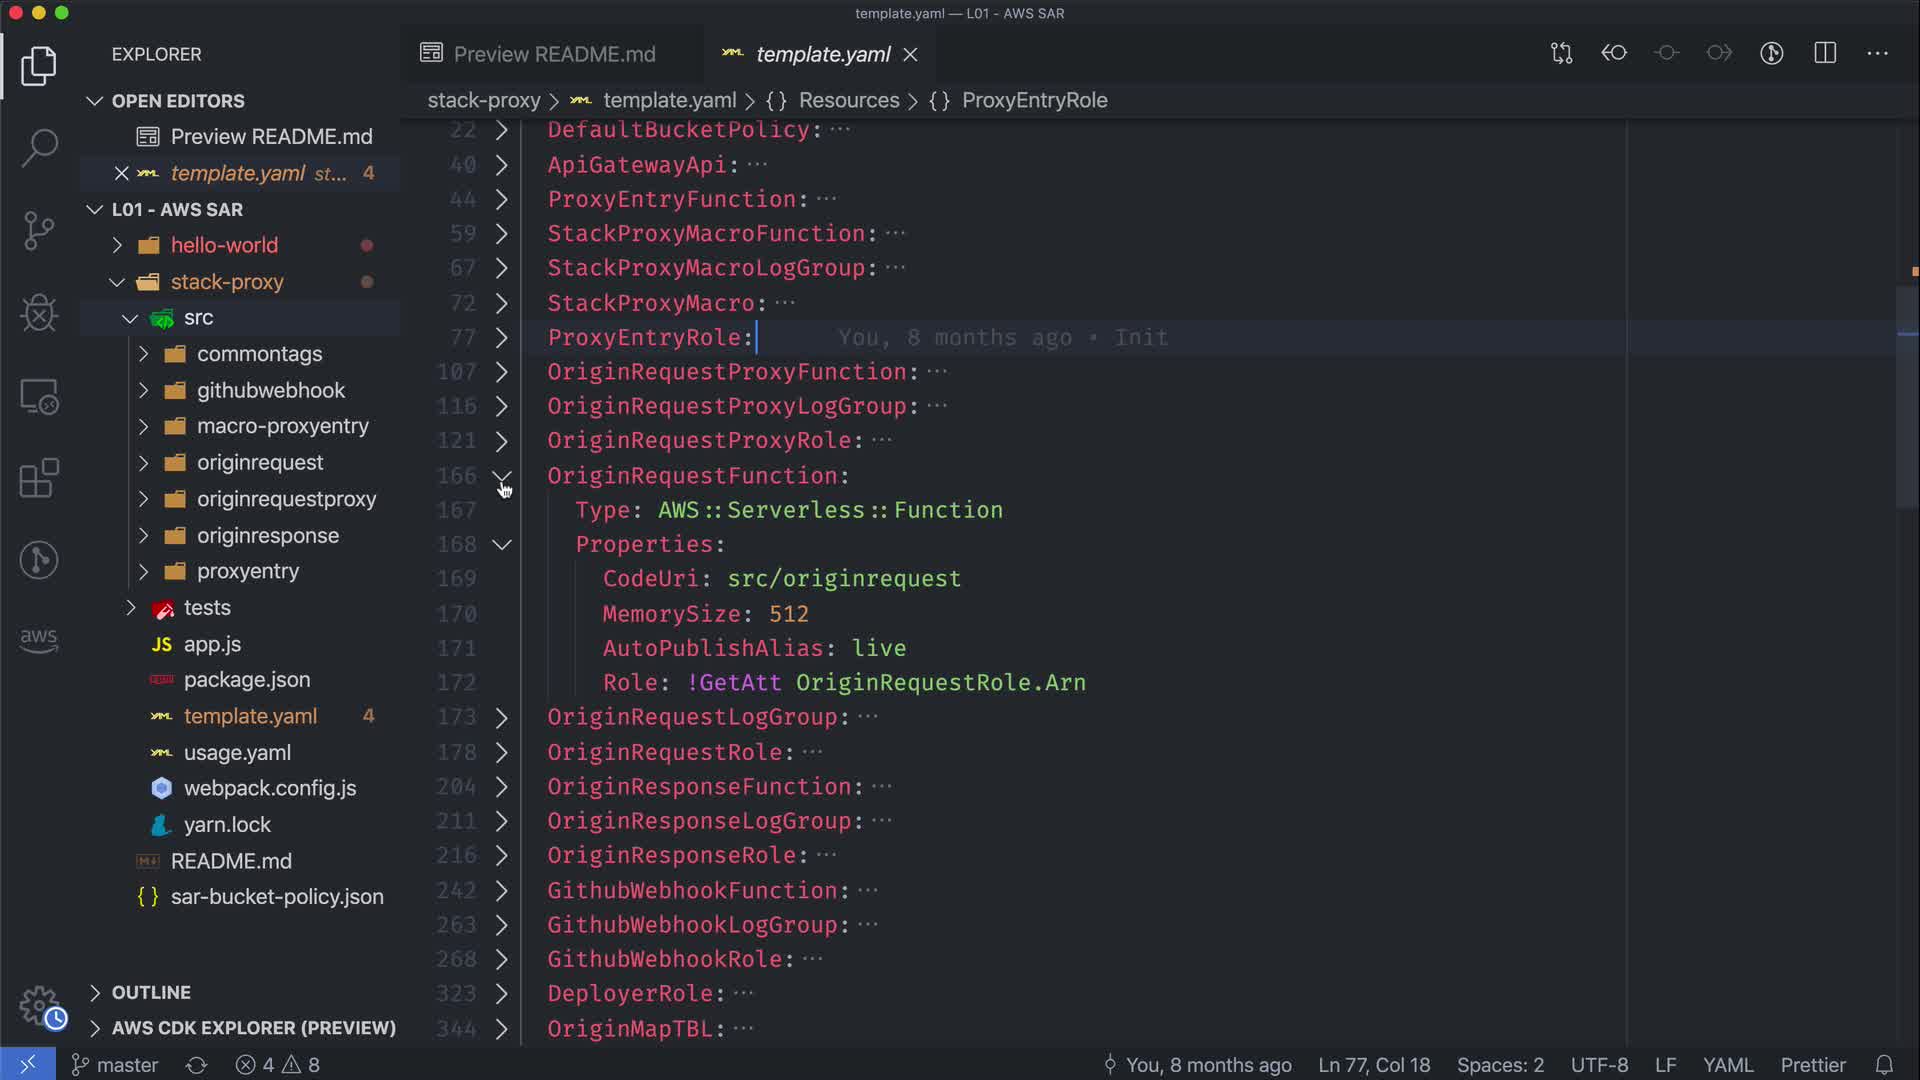 template.yaml — L01 - AWS SAR
EXPLORER
OPEN EDITORS
Preview README.md
template.yaml st... 4
L01 - AWS SAR
hello-world
stack-proxy
src
commontags
githubwebhook
macro-proxyentry
originrequest
originrequestproxy
originresponse
proxyentry
tests
JS app.js
package.json
template.yaml 4
usage.yaml
webpack.config.js
yarn.lock
README.md
{ } sar-bucket-policy.json
OUTLINE
AWS CDK EXPLORER (PREVIEW)
aws
Preview README.md
template.yaml
stack-proxy > template.yaml > {} Resources > {} ProxyEntryRole
22 DefaultBucketPolicy: ...
40 ApiGatewayApi: ...
44 ProxyEntryFunction: ...
59 StackProxyMacroFunction: ...
67 StackProxyMacroLogGroup: ...
72 StackProxyMacro: ...
77 ProxyEntryRole: You, 8 months ago • Init
107 OriginRequestProxyFunction: ...
116 OriginRequestProxyLogGroup: ...
121 OriginRequestProxyRole: ...
166 OriginRequestFunction:
167 Type: AWS::Serverless::Function
168 Properties:
169 CodeUri: src/originrequest
170 MemorySize: 512
171 AutoPublishAlias: live
172 Role: !GetAtt OriginRequestRole.Arn
173 OriginRequestLogGroup: ...
178 OriginRequestRole: ...
204 OriginResponseFunction: ...
211 OriginResponseLogGroup: ...
216 OriginResponseRole: ...
242 GithubWebhookFunction: ...
263 GithubWebhookLogGroup: ...
268 GithubWebhookRole: ...
323 DeployerRole: ...
344 OriginMapTBL: ...
master 4 8 You, 8 months ago Ln 77, Col 18 Spaces: 2 UTF-8 LF YAML Prettier